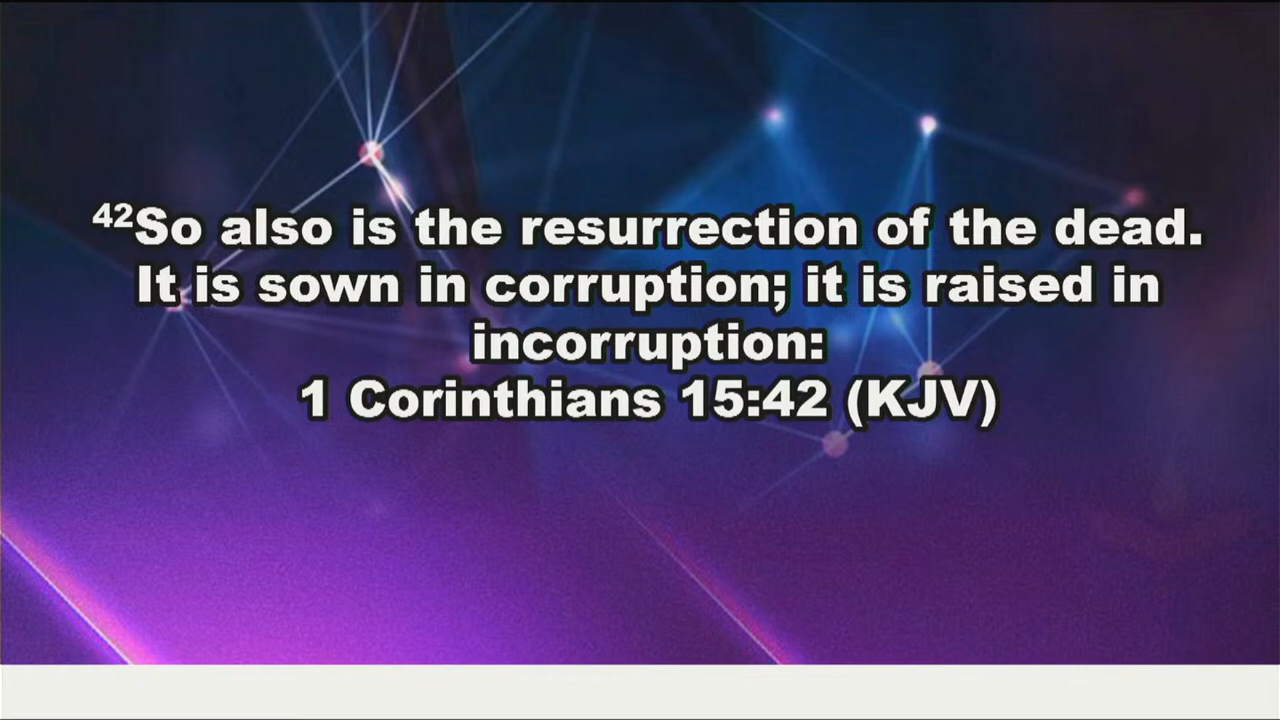 ⁴²So also is the resurrection of the dead.
It is sown in corruption; it is raised in
incorruption:
1 Corinthians 15:42 (KJV)